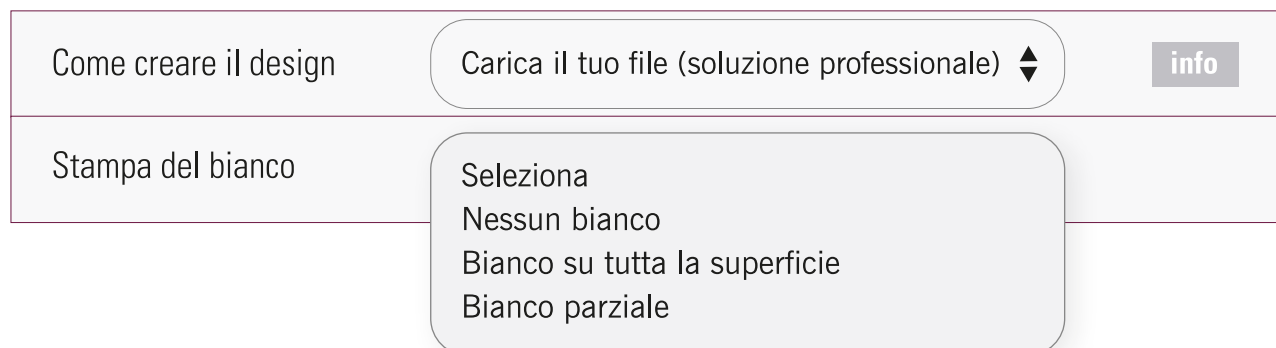 Come creare il design
Carica il tuo file (soluzione professionale)
info
Stampa del bianco
Seleziona
Nessun bianco
Bianco su tutta la superficie
Bianco parziale